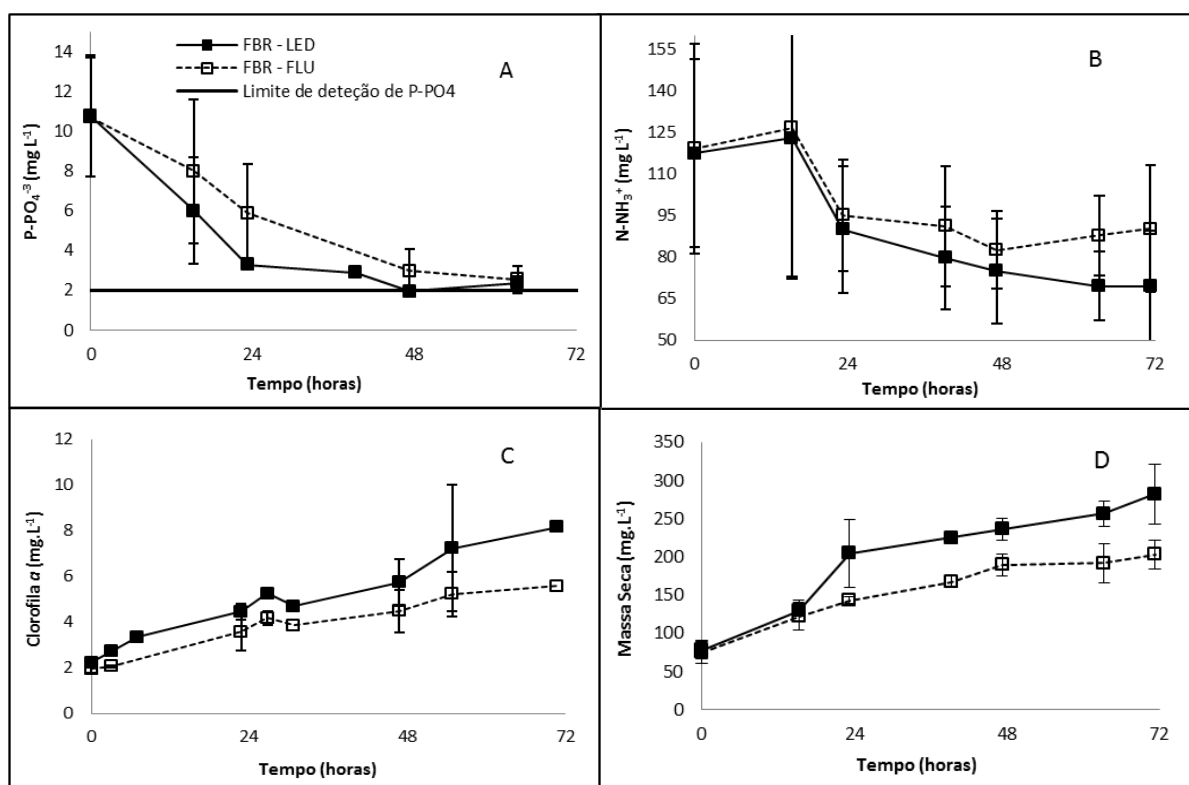 14
12
10
8
6
4
2
0
P-PO₄⁻³ (mg L⁻¹)
FBR - LED
FBR - FLU
Limite de deteção de P-PO4
A
0 24 48 72
Tempo (horas)
155
140
125
110
95
80
65
50
N-NH₃⁺ (mg L⁻¹)
B
0 24 48 72
Tempo (horas)
12
10
8
6
4
2
0
Clorofila a (mg.L⁻¹)
C
0 24 48 72
Tempo (horas)
350
300
250
200
150
100
50
0
Massa Seca (mg.L⁻¹)
D
0 24 48 72
Tempo (horas)